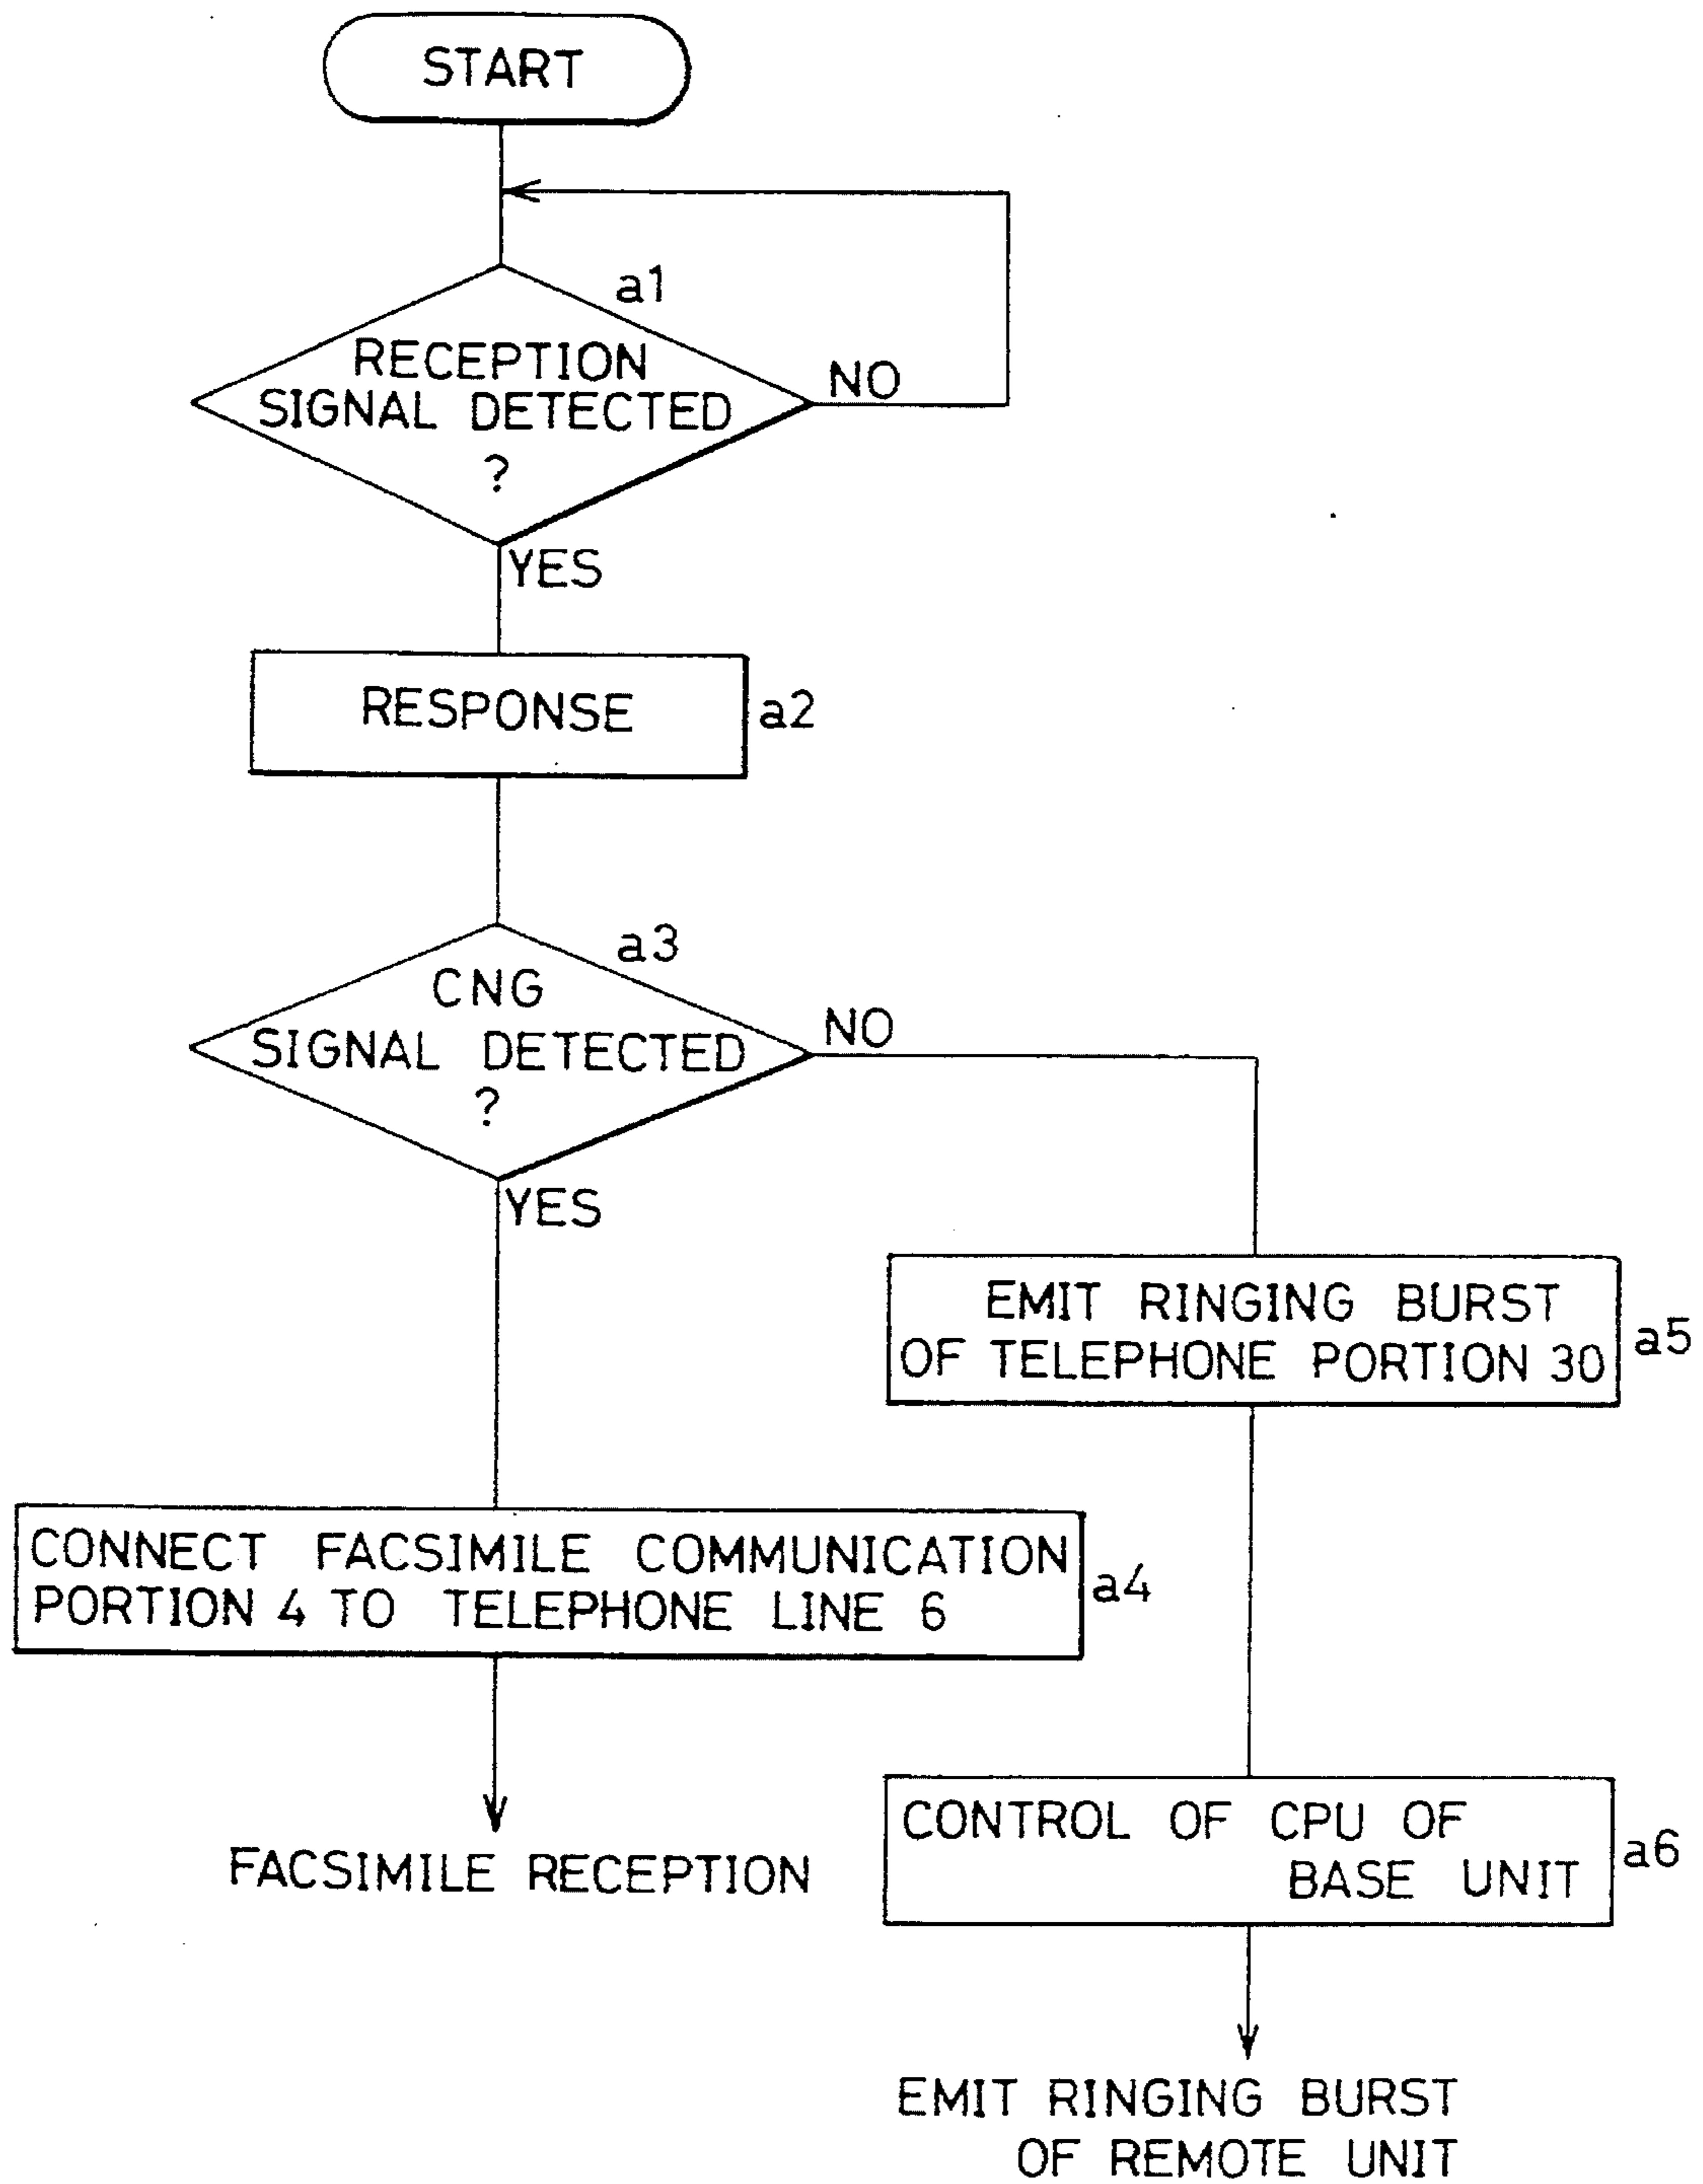 START
a1
RECEPTION
SIGNAL DETECTED
?
NO
YES
RESPONSE
a2
a3
CNG
SIGNAL DETECTED
?
NO
YES
EMIT RINGING BURST
OF TELEPHONE PORTION 30
a5
CONNECT FACSIMILE COMMUNICATION
PORTION 4 TO TELEPHONE LINE 6
a4
CONTROL OF CPU OF
BASE UNIT
a6
FACSIMILE RECEPTION
EMIT RINGING BURST
OF REMOTE UNIT